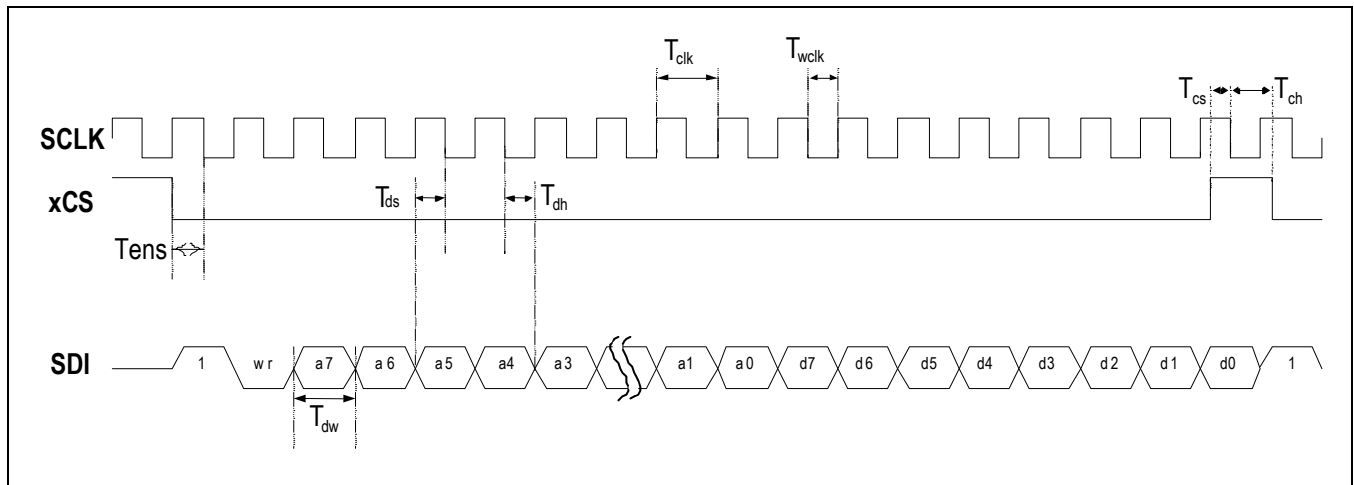 Tclk
Twclk
Tcs
Tch
SCLK
xCS
Tds
Tdh
Tens
SDI
1 wr a7 a6 a5 a4 a3 a1 a0 d7 d6 d5 d4 d3 d2 d1 d0 1
Tdw